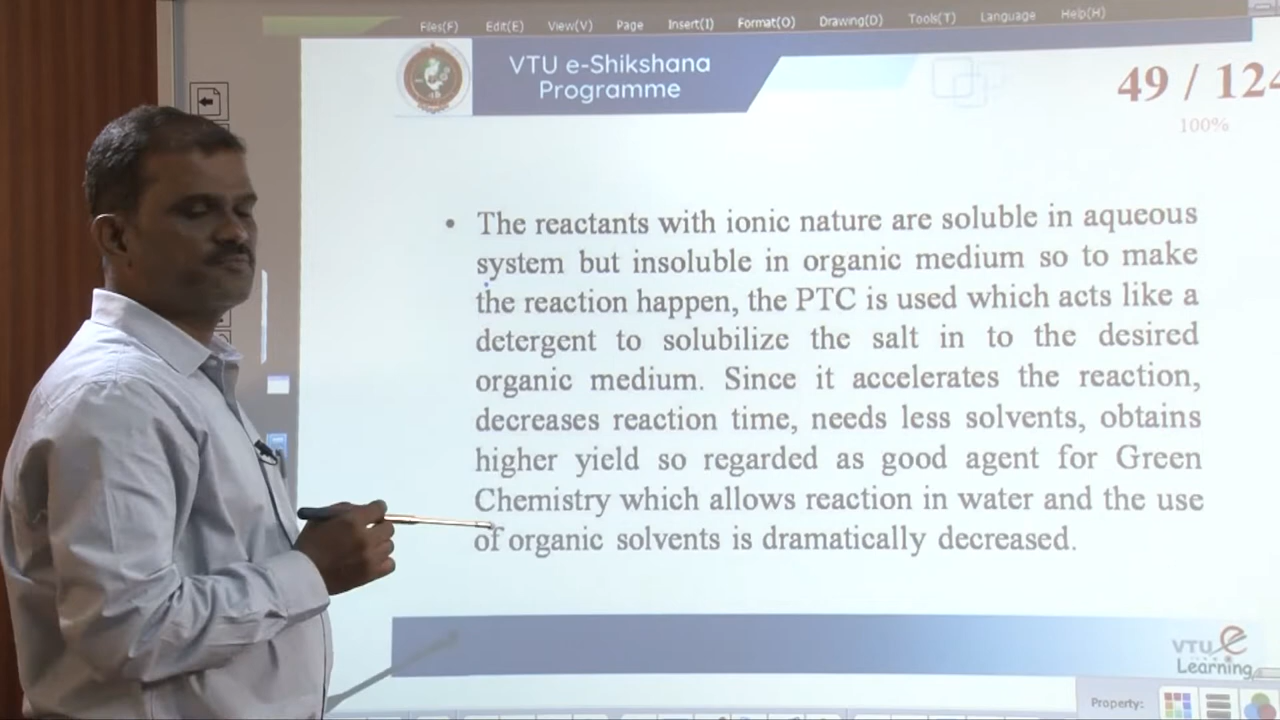 Files(F) Edit(E) View(V) Page Insert(I) Format(O) Drawing(D) Tools(T) Language Help(H)
VTU e-Shikshana
Programme
49 / 124
100%
• The reactants with ionic nature are soluble in aqueous
system but insoluble in organic medium so to make
the reaction happen, the PTC is used which acts like a
detergent to solubilize the salt in to the desired
organic medium. Since it accelerates the reaction,
decreases reaction time, needs less solvents, obtains
higher yield so regarded as good agent for Green
Chemistry which allows reaction in water and the use
of organic solvents is dramatically decreased.
VTU e
Learning
Property: